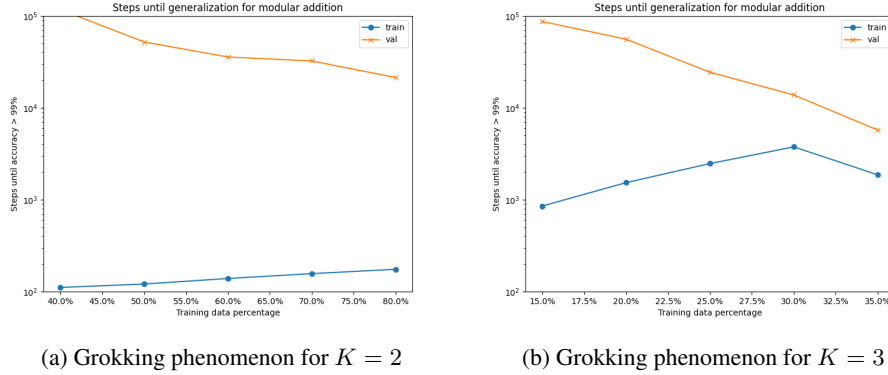 Steps until generalization for modular addition
10^5
10^4
10^3
10^2
Steps until accuracy > 99%
train
val
40.0% 45.0% 50.0% 55.0% 60.0% 65.0% 70.0% 75.0% 80.0%
Training data percentage
(a) Grokking phenomenon for K = 2
Steps until generalization for modular addition
10^5
10^4
10^3
10^2
Steps until accuracy > 99%
train
val
15.0% 17.5% 20.0% 22.5% 25.0% 27.5% 30.0% 32.5% 35.0%
Training data percentage
(b) Grokking phenomenon for K = 3